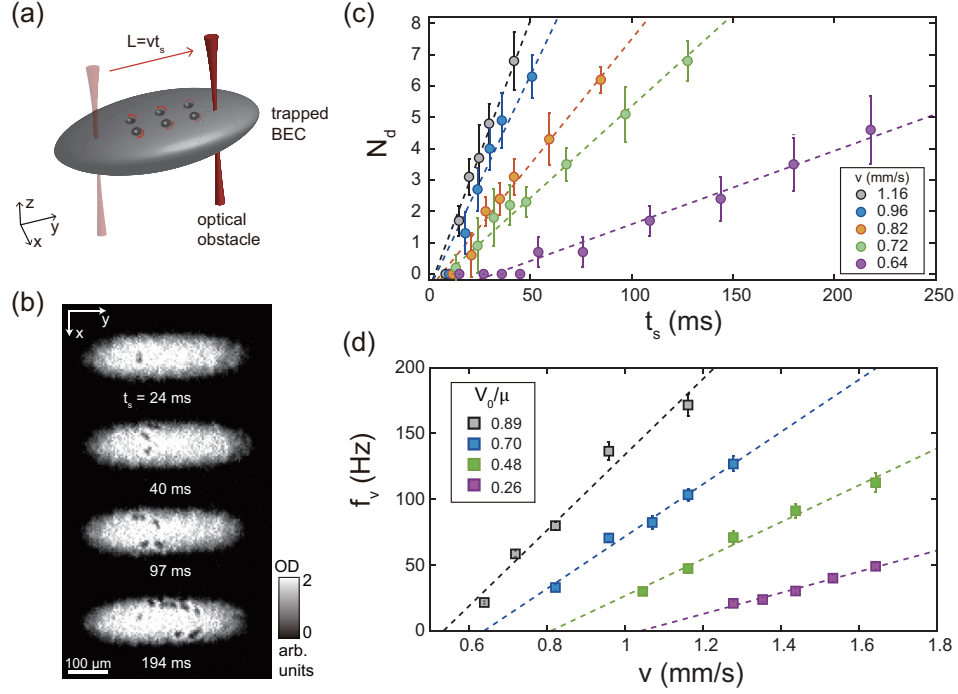 (a)
L=vt_s
trapped
BEC
optical
obstacle
z
y
x
(b)
y
x
t_s = 24 ms
40 ms
97 ms
194 ms
100 µm
OD
2
0
arb.
units
(c)
N_d
8
7
6
5
4
3
2
1
0
0 50 100 150 200 250
t_s (ms)
v (mm/s)
1.16
0.96
0.82
0.72
0.64
(d)
f_v (Hz)
200
150
100
50
0
0.6 0.8 1 1.2 1.4 1.6 1.8
v (mm/s)
V_0/μ
0.89
0.70
0.48
0.26